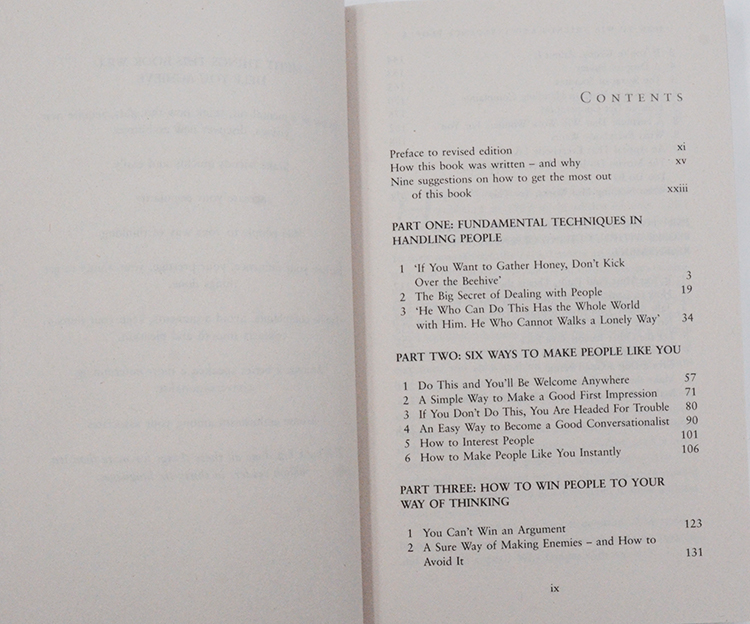 CONTENTS
Preface to revised edition xi
How this book was written – and why xv
Nine suggestions on how to get the most out
of this book xxiii
PART ONE: FUNDAMENTAL TECHNIQUES IN
HANDLING PEOPLE
1 ‘If You Want to Gather Honey, Don't Kick
Over the Beehive’ 3
2 The Big Secret of Dealing with People 19
3 ‘He Who Can Do This Has the Whole World
with Him. He Who Cannot Walks a Lonely Way’ 34
PART TWO: SIX WAYS TO MAKE PEOPLE LIKE YOU
1 Do This and You'll Be Welcome Anywhere 57
2 A Simple Way to Make a Good First Impression 71
3 If You Don't Do This, You Are Headed For Trouble 80
4 An Easy Way to Become a Good Conversationalist 90
5 How to Interest People 101
6 How to Make People Like You Instantly 106
PART THREE: HOW TO WIN PEOPLE TO YOUR
WAY OF THINKING
1 You Can't Win an Argument 123
2 A Sure Way of Making Enemies – and How to
Avoid It 131
ix